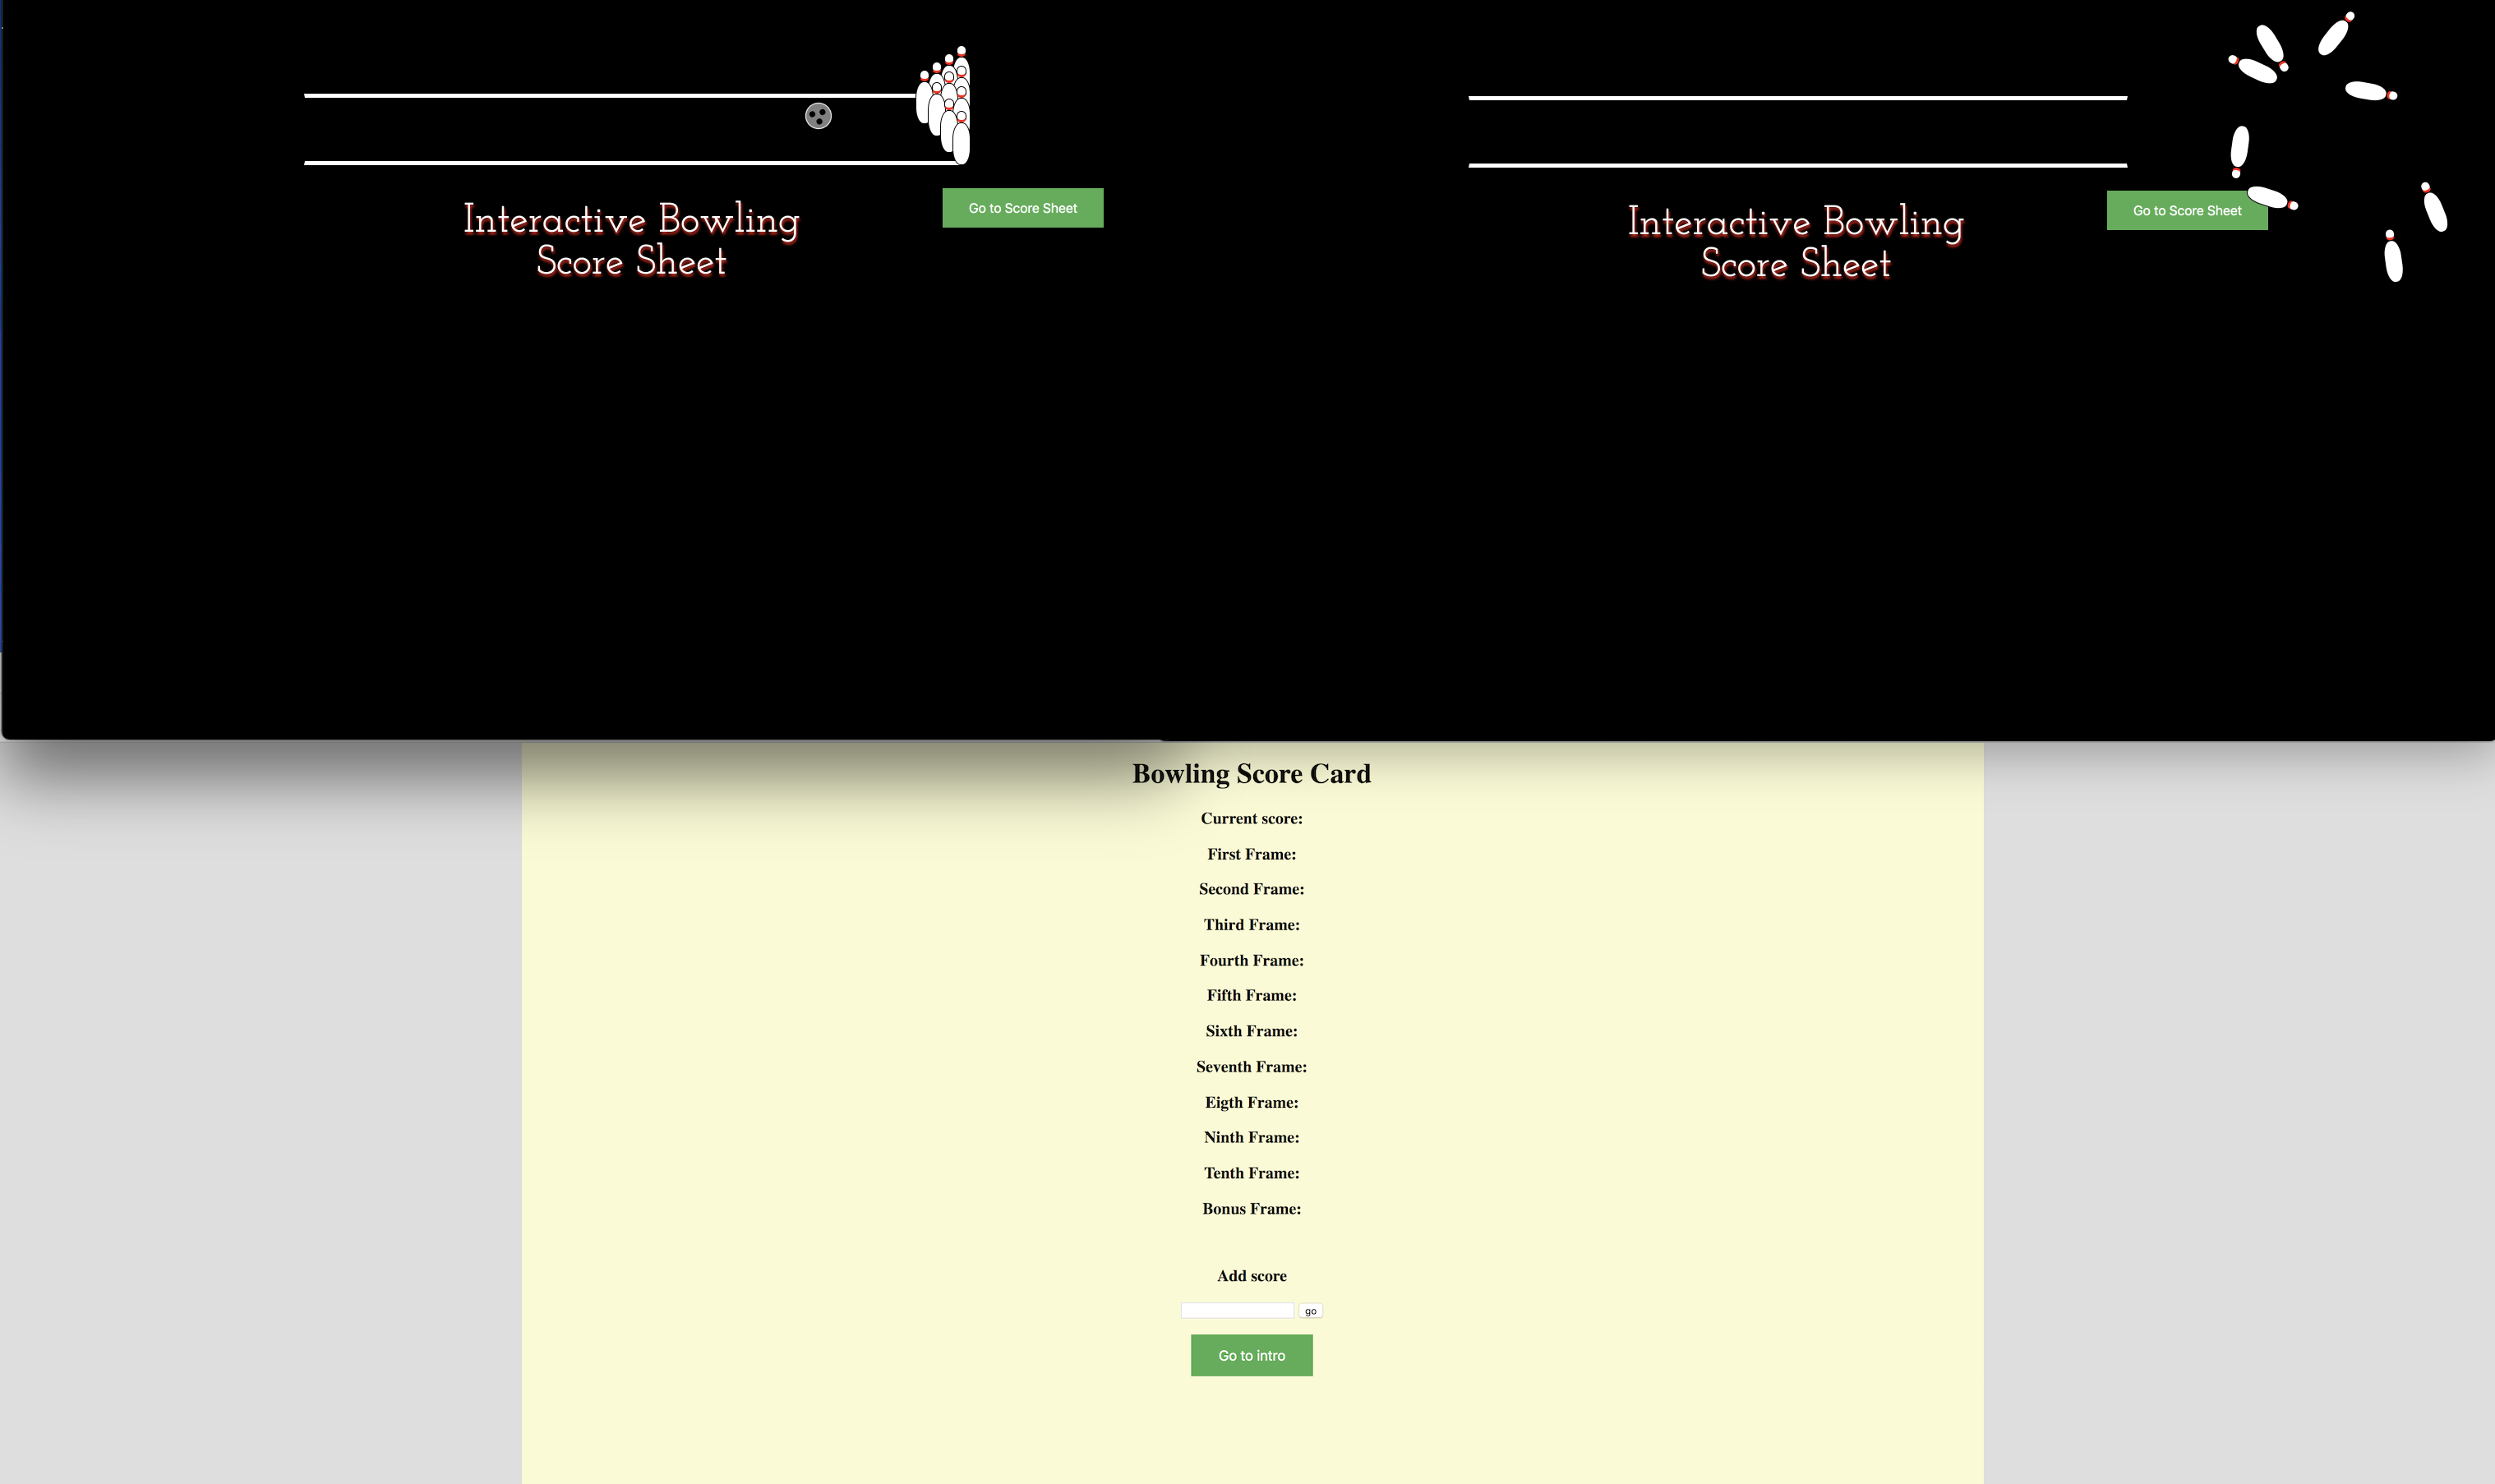 Interactive Bowling
Score Sheet
Go to Score Sheet
Interactive Bowling
Score Sheet
Go to Score Sheet
Bowling Score Card
Current score:
First Frame:
Second Frame:
Third Frame:
Fourth Frame:
Fifth Frame:
Sixth Frame:
Seventh Frame:
Eigth Frame:
Ninth Frame:
Tenth Frame:
Bonus Frame:
Add score
go
Go to intro